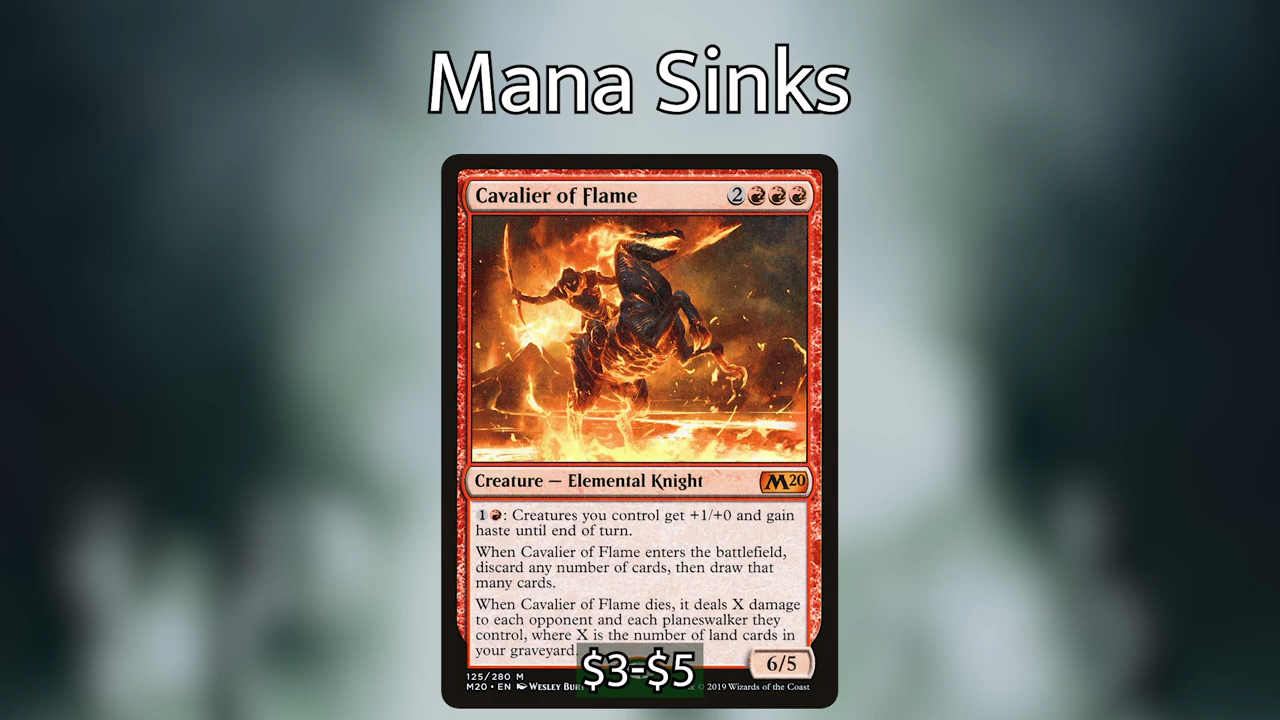 Mana Sinks
Cavalier of Flame 2
Creature — Elemental Knight M20
1 : Creatures you control get +1/+0 and gain
haste until end of turn.
When Cavalier of Flame enters the battlefield,
discard any number of cards, then draw that
many cards.
When Cavalier of Flame dies, it deals X damage
to each opponent and each planeswalker they
control, where X is the number of land cards in
your graveyard.
$3-$5
6/5
125/280 M
M20 • EN Wesley & © 2019 Wizards of the Coast